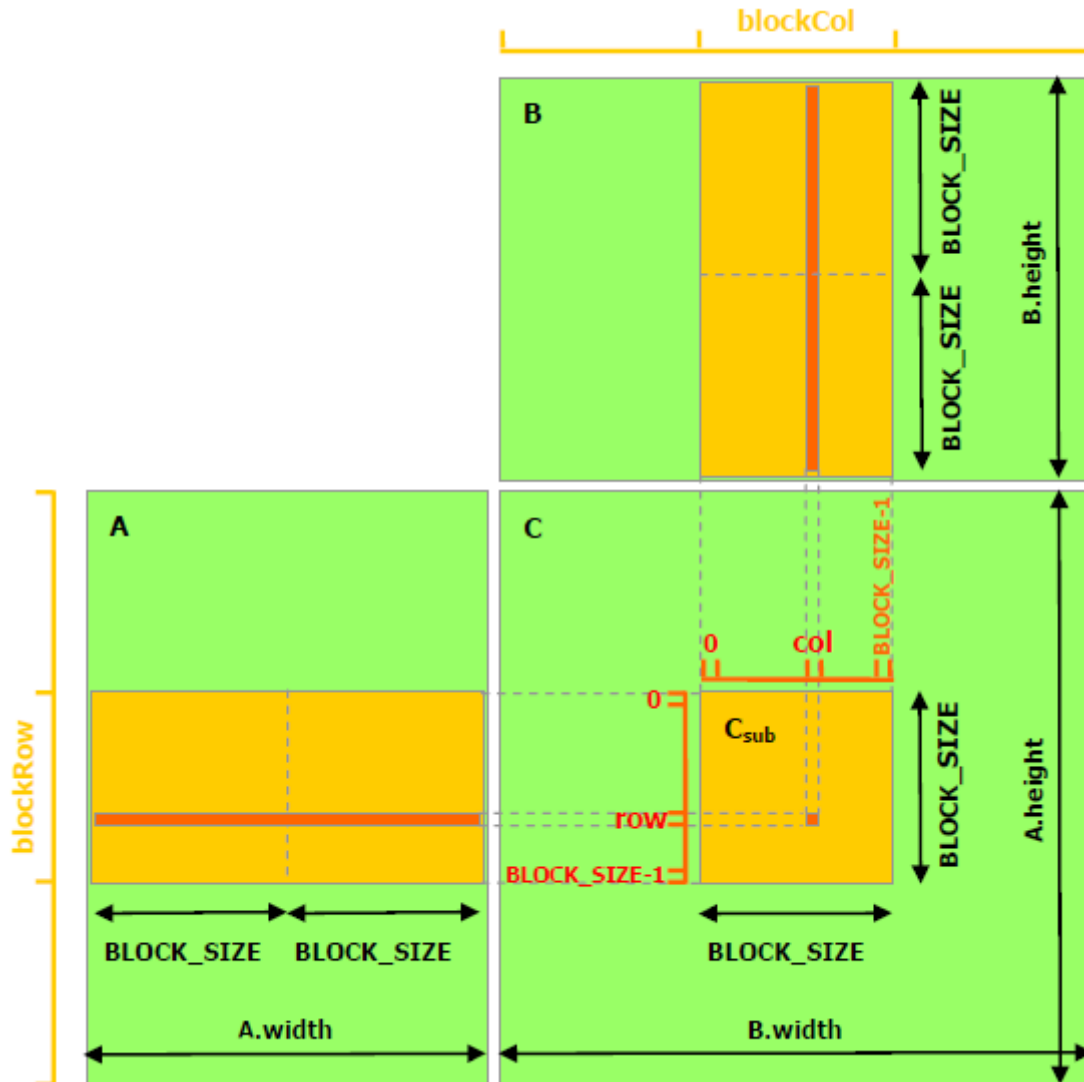 blockCol
B
BLOCK_SIZE
BLOCK_SIZE
B.height
A
C
BLOCK_SIZE-1
0
col
0
C_sub
row
BLOCK_SIZE-1
BLOCK_SIZE
A.height
blockRow
BLOCK_SIZE
BLOCK_SIZE
BLOCK_SIZE
A.width
B.width